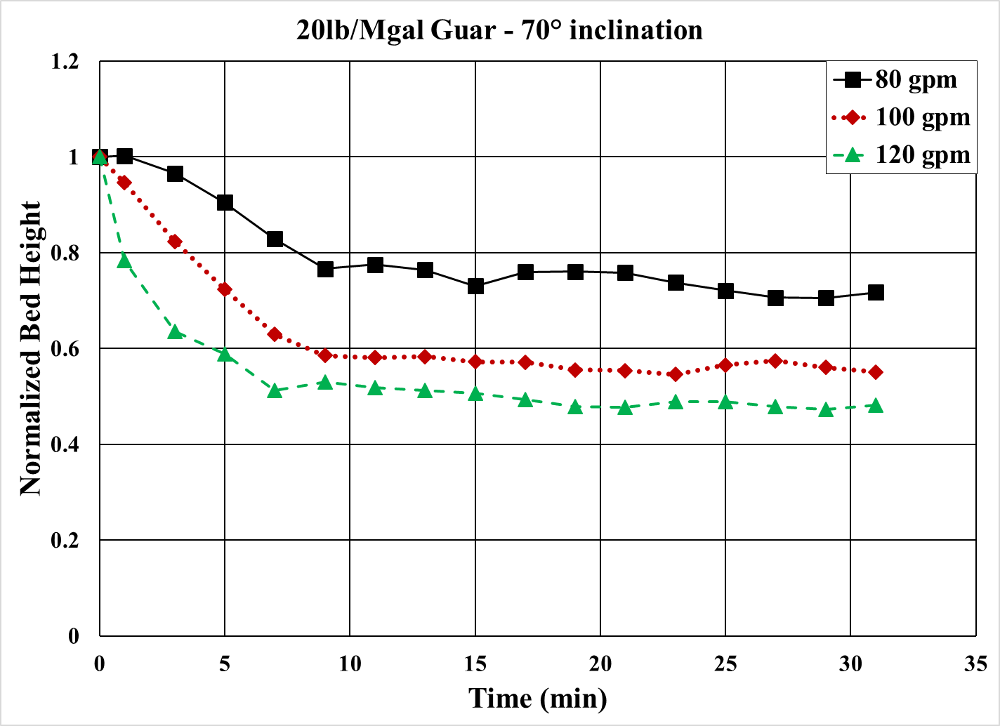 20lb/Mgal Guar - 70° inclination
80 gpm
100 gpm
120 gpm
Normalized Bed Height
1.2
1
0.8
0.6
0.4
0.2
0
0 5 10 15 20 25 30 35
Time (min)